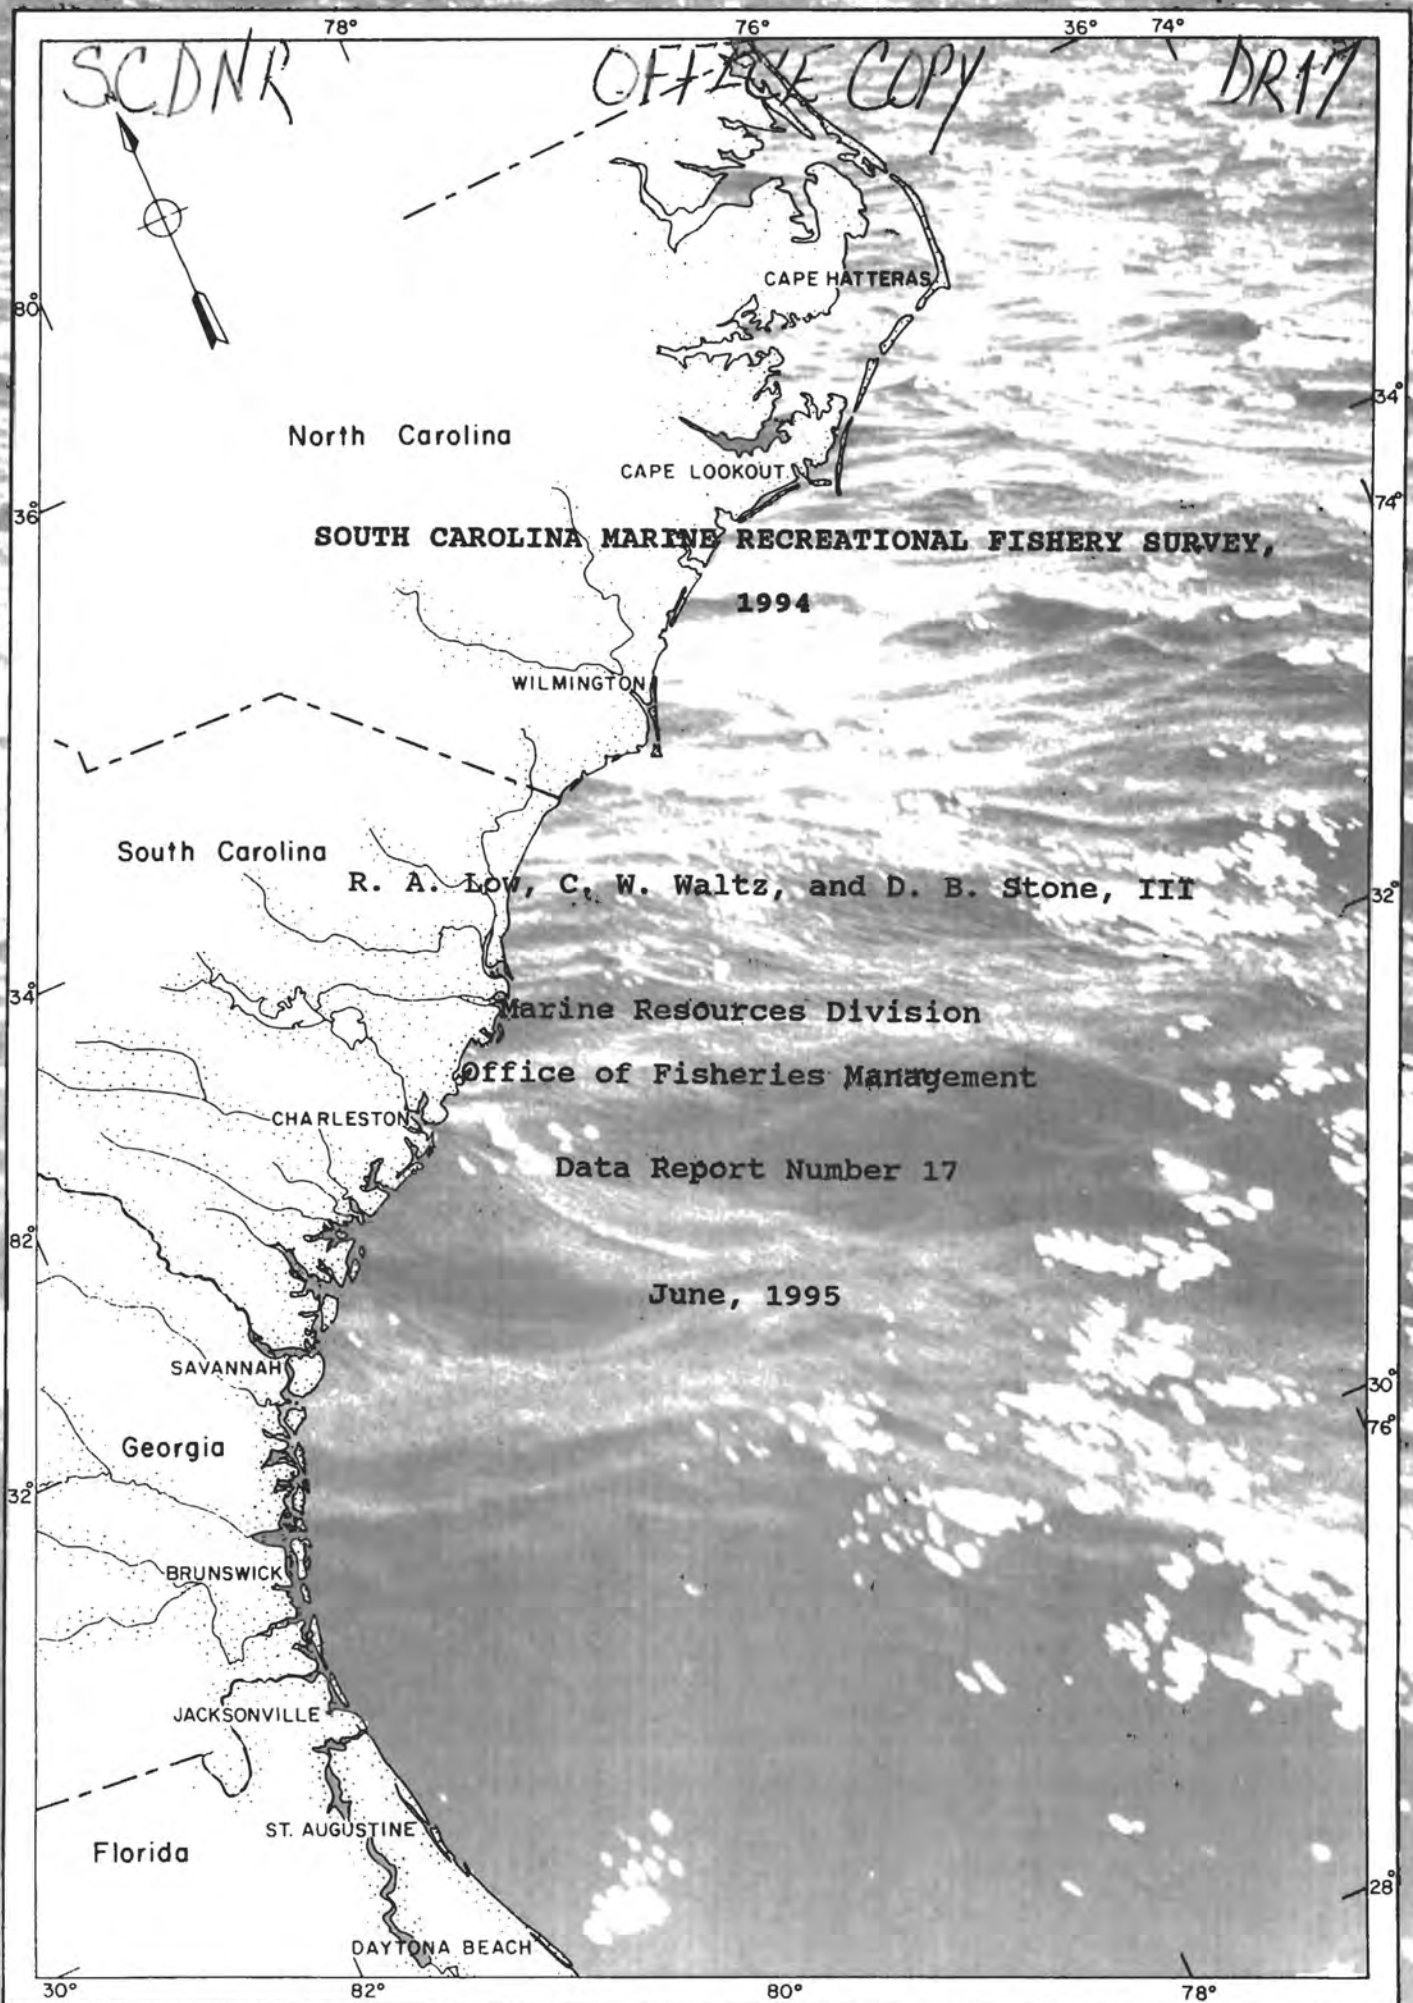 78° 76° 36° 74°
SCDNR OFFICE COPY DR17
CAPE HATTERAS
80°
34°
North Carolina
CAPE LOOKOUT
36°
74°
SOUTH CAROLINA MARINE RECREATIONAL FISHERY SURVEY,
1994
WILMINGTON
South Carolina
R. A. Low, C. W. Waltz, and D. B. Stone, III
32°
34°
Marine Resources Division
Office of Fisheries Management
CHARLESTON
Data Report Number 17
82°
June, 1995
SAVANNAH
30°
76°
Georgia
32°
BRUNSWICK
JACKSONVILLE
ST. AUGUSTINE
Florida
28°
DAYTONA BEACH
30° 82° 80° 78°